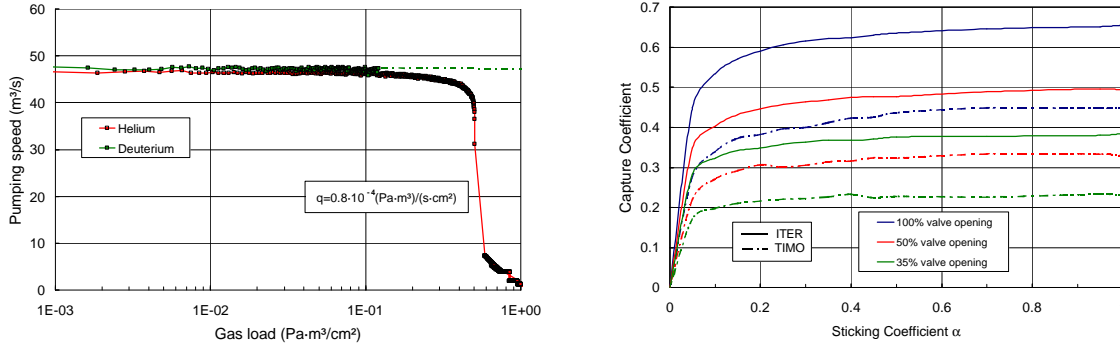 60
50
40
30
20
10
0
Pumping speed (m³/s)
Helium
Deuterium
q=0.8·10⁻⁴(Pa·m³)/(s·cm²)
1E-03 1E-02 1E-01 1E+00
Gas load (Pa·m³/cm²)
0.7
0.6
0.5
0.4
0.3
0.2
0.1
0
Capture Coefficient
ITER
TIMO
100% valve opening
50% valve opening
35% valve opening
0 0.2 0.4 0.6 0.8
Sticking Coefficient α